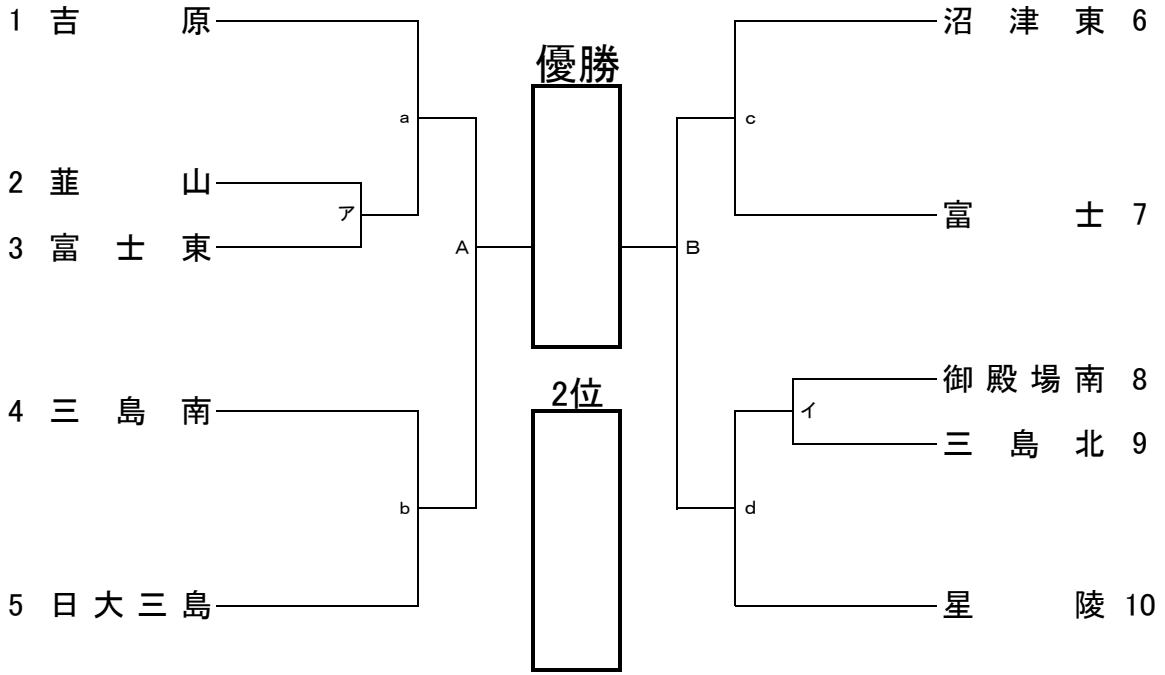 1 吉原
沼津東 6
優勝
a
c
2 韮山
ア
富士 7
3 富士東
A
B
2位
御殿場南 8
4 三島南
イ
三島北 9
b
d
5 日大三島
星陵 10